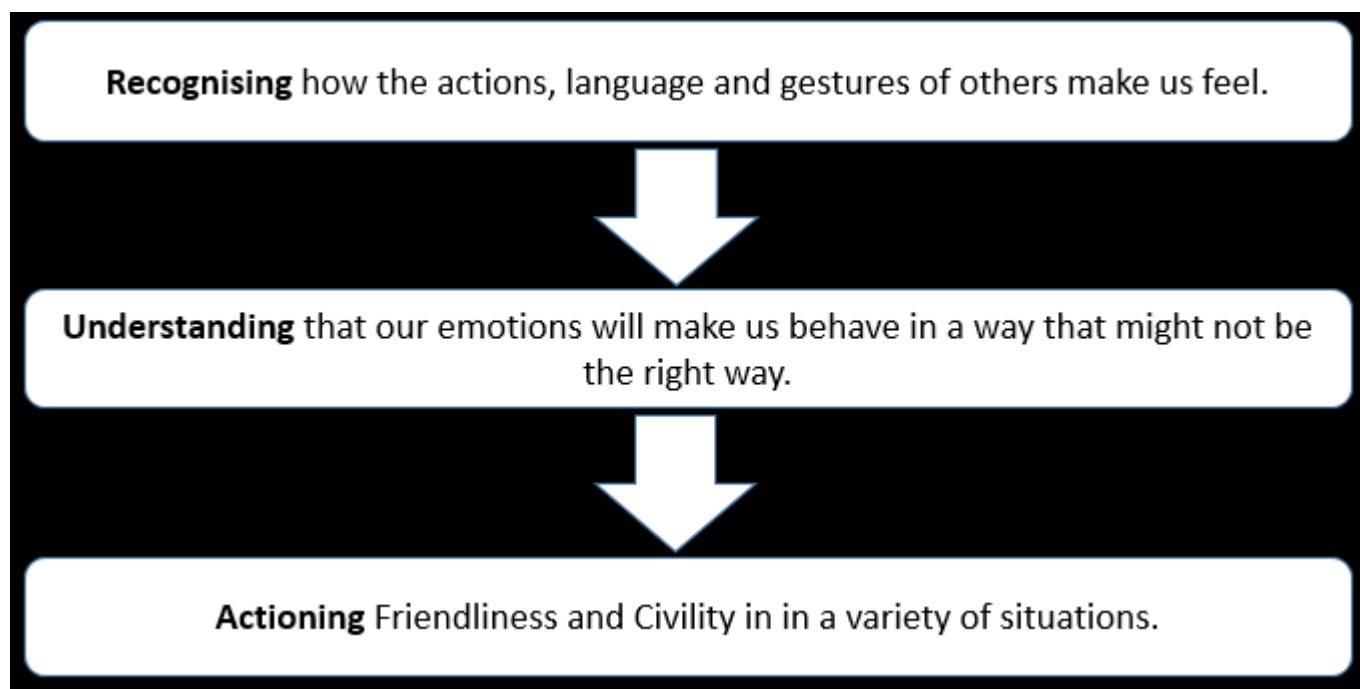 Recognising how the actions, language and gestures of others make us feel.
Understanding that our emotions will make us behave in a way that might not be
the right way.
Actioning Friendliness and Civility in in a variety of situations.